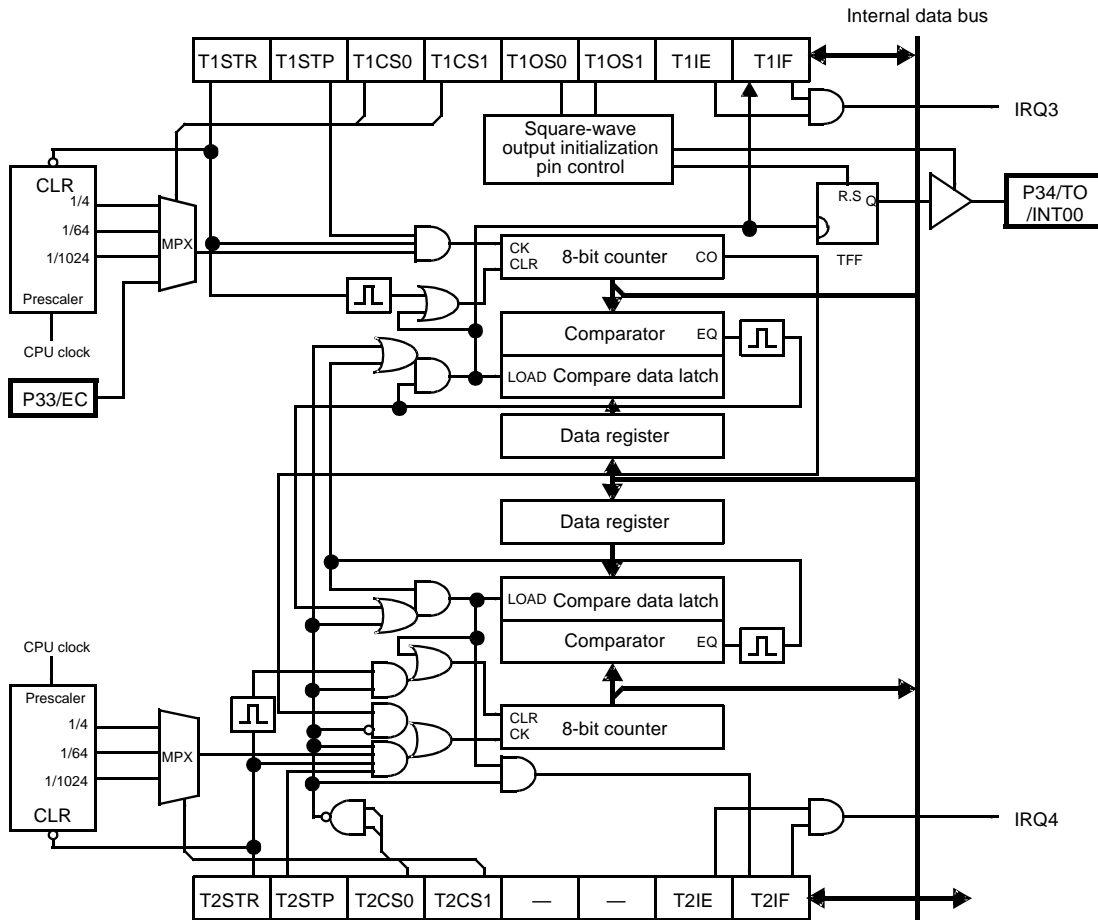 Internal data bus
T1STR T1STP T1CS0 T1CS1 T1OS0 T1OS1 T1IE T1IF
IRQ3
Square-wave
output initialization
pin control
CLR
1/4
1/64
1/1024
Prescaler
MPX
CPU clock
P33/EC
R.S
Q
TFF
P34/TO
/INT00
CK
CLR
8-bit counter
CO
Comparator
EQ
LOAD
Compare data latch
Data register
Data register
LOAD
Compare data latch
Comparator
EQ
CPU clock
Prescaler
1/4
1/64
1/1024
CLR
MPX
CLR
CK
8-bit counter
IRQ4
T2STR T2STP T2CS0 T2CS1 — — T2IE T2IF